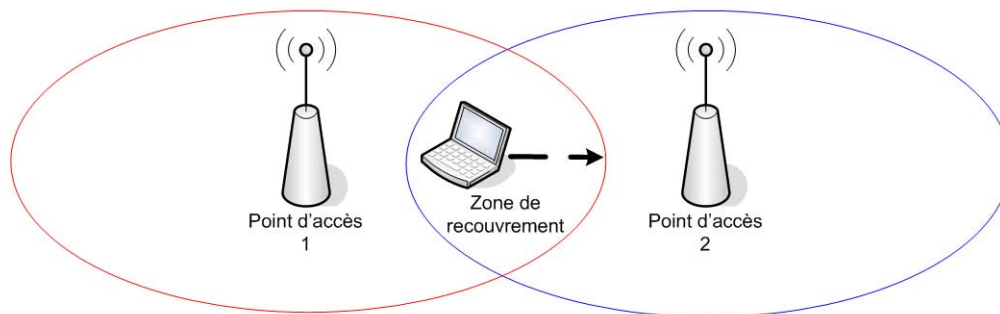 Point d'accès
1
Zone de
recouvrement
Point d'accès
2